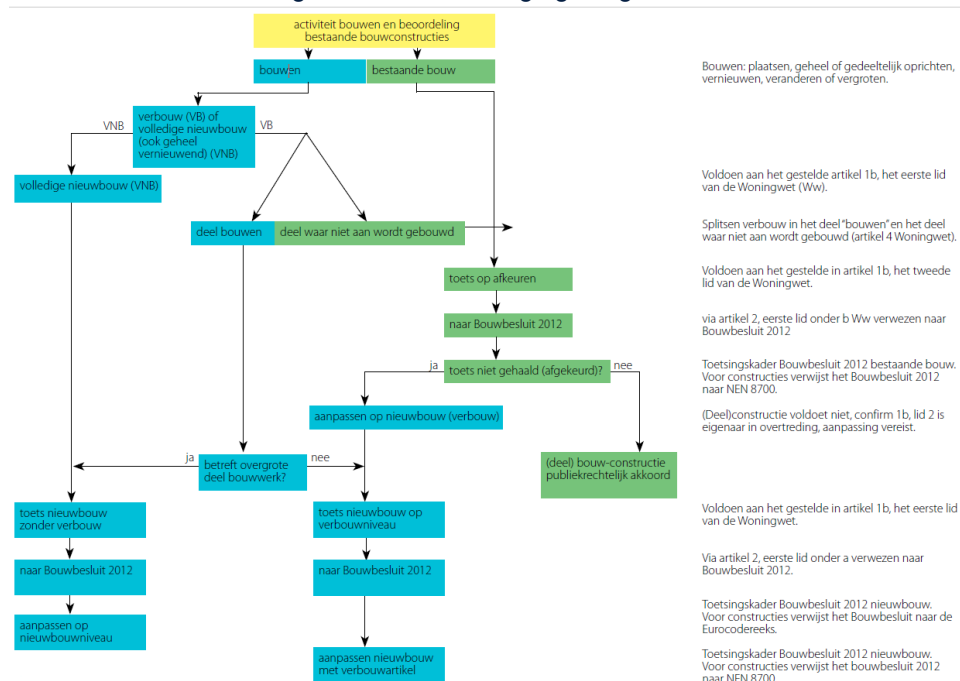 activiteit bouwen en beoordeling
bestaande bouwconstructies
bouwen
bestaande bouw
Bouwen: plaatsen, geheel of gedeeltelijk oprichten,
vernieuwen, veranderen of vergroten.
VNB
verbouw (VB) of
volledige nieuwbouw
(ook geheel
vernieuwend) (VNB)
VB
volledige nieuwbouw (VNB)
Voldoen aan het gestelde artikel 1b, het eerste lid
van de Woningwet (Ww).
deel bouwen
deel waar niet aan wordt gebouwd
Splitsen verbouw in het deel "bouwen" en het deel
waar niet aan wordt gebouwd (artikel 4 Woningwet).
toets op afkeuren
Voldoen aan het gestelde in artikel 1b, het tweede
lid van de Woningwet.
naar Bouwbesluit 2012
via artikel 2, eerste lid onder b Ww verwezen naar
Bouwbesluit 2012
ja
toets niet gehaald (afgekeurd)?
nee
Toetsingskader Bouwbesluit 2012 bestaande bouw.
Voor constructies verwijst het Bouwbesluit 2012
naar NEN 8700.
aanpassen op nieuwbouw (verbouw)
(Deel)constructie voldoet niet, confirm 1b, lid 2 is
eigenaar in overtreding, aanpassing vereist.
ja
betreft overgrote
deel bouwwerk?
nee
(deel) bouw-constructie
publiekrechtelijk akkoord
toets nieuwbouw
zonder verbouw
toets nieuwbouw op
verbouwniveau
Voldoen aan het gestelde in artikel 1b, het eerste lid
van de Woningwet.
naar Bouwbesluit 2012
naar Bouwbesluit 2012
Via artikel 2, eerste lid onder a verwezen naar
Bouwbesluit 2012.
aanpassen op
nieuwbouwniveau
Toetsingskader Bouwbesluit 2012 nieuwbouw.
Voor constructies verwijst het Bouwbesluit naar de
Eurocodereeks.
aanpassen nieuwbouw
met verbouwartikel
Toetsingskader Bouwbesluit 2012 nieuwbouw.
Voor constructies verwijst het bouwbesluit 2012
naar NEN 8700